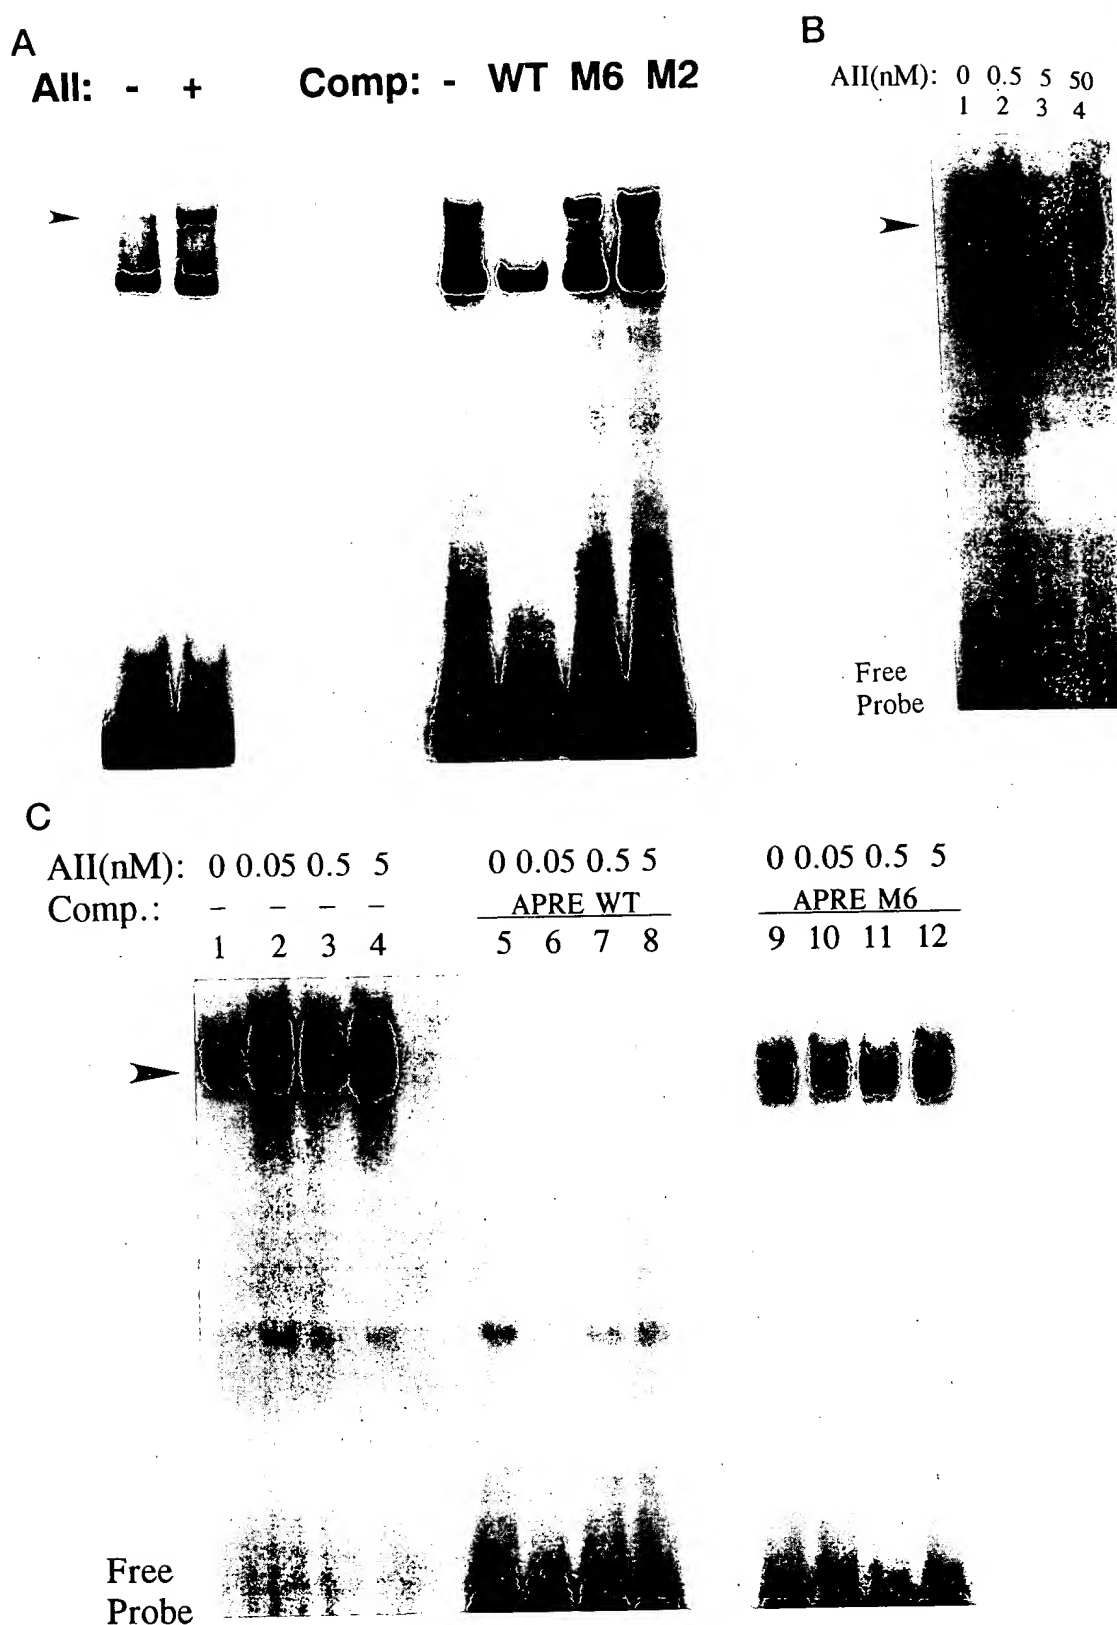 A
AII: - +
Comp: - WT M6 M2
B
AII(nM): 0 0.5 5 50
1 2 3 4
Free
Probe
C
AII(nM): 0 0.05 0.5 5 0 0.05 0.5 5 0 0.05 0.5 5
Comp.: - - - - APRE WT APRE M6
1 2 3 4 5 6 7 8 9 10 11 12
Free
Probe